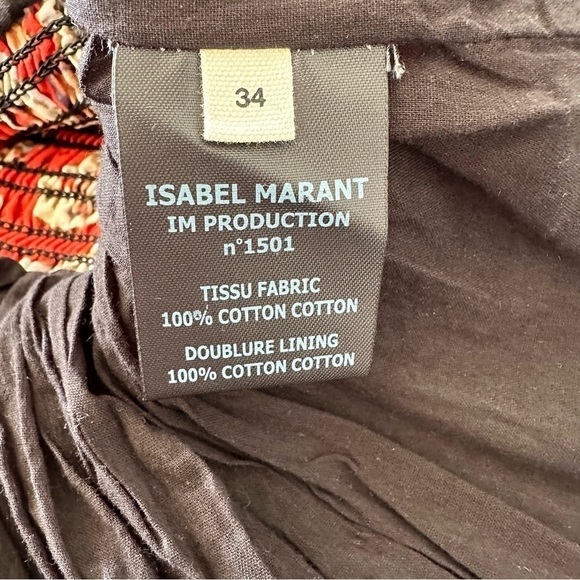 34
ISABEL MARANT
IM PRODUCTION
n°1501
TISSU FABRIC
100% COTTON COTTON
DOUBLURE LINING
100% COTTON COTTON